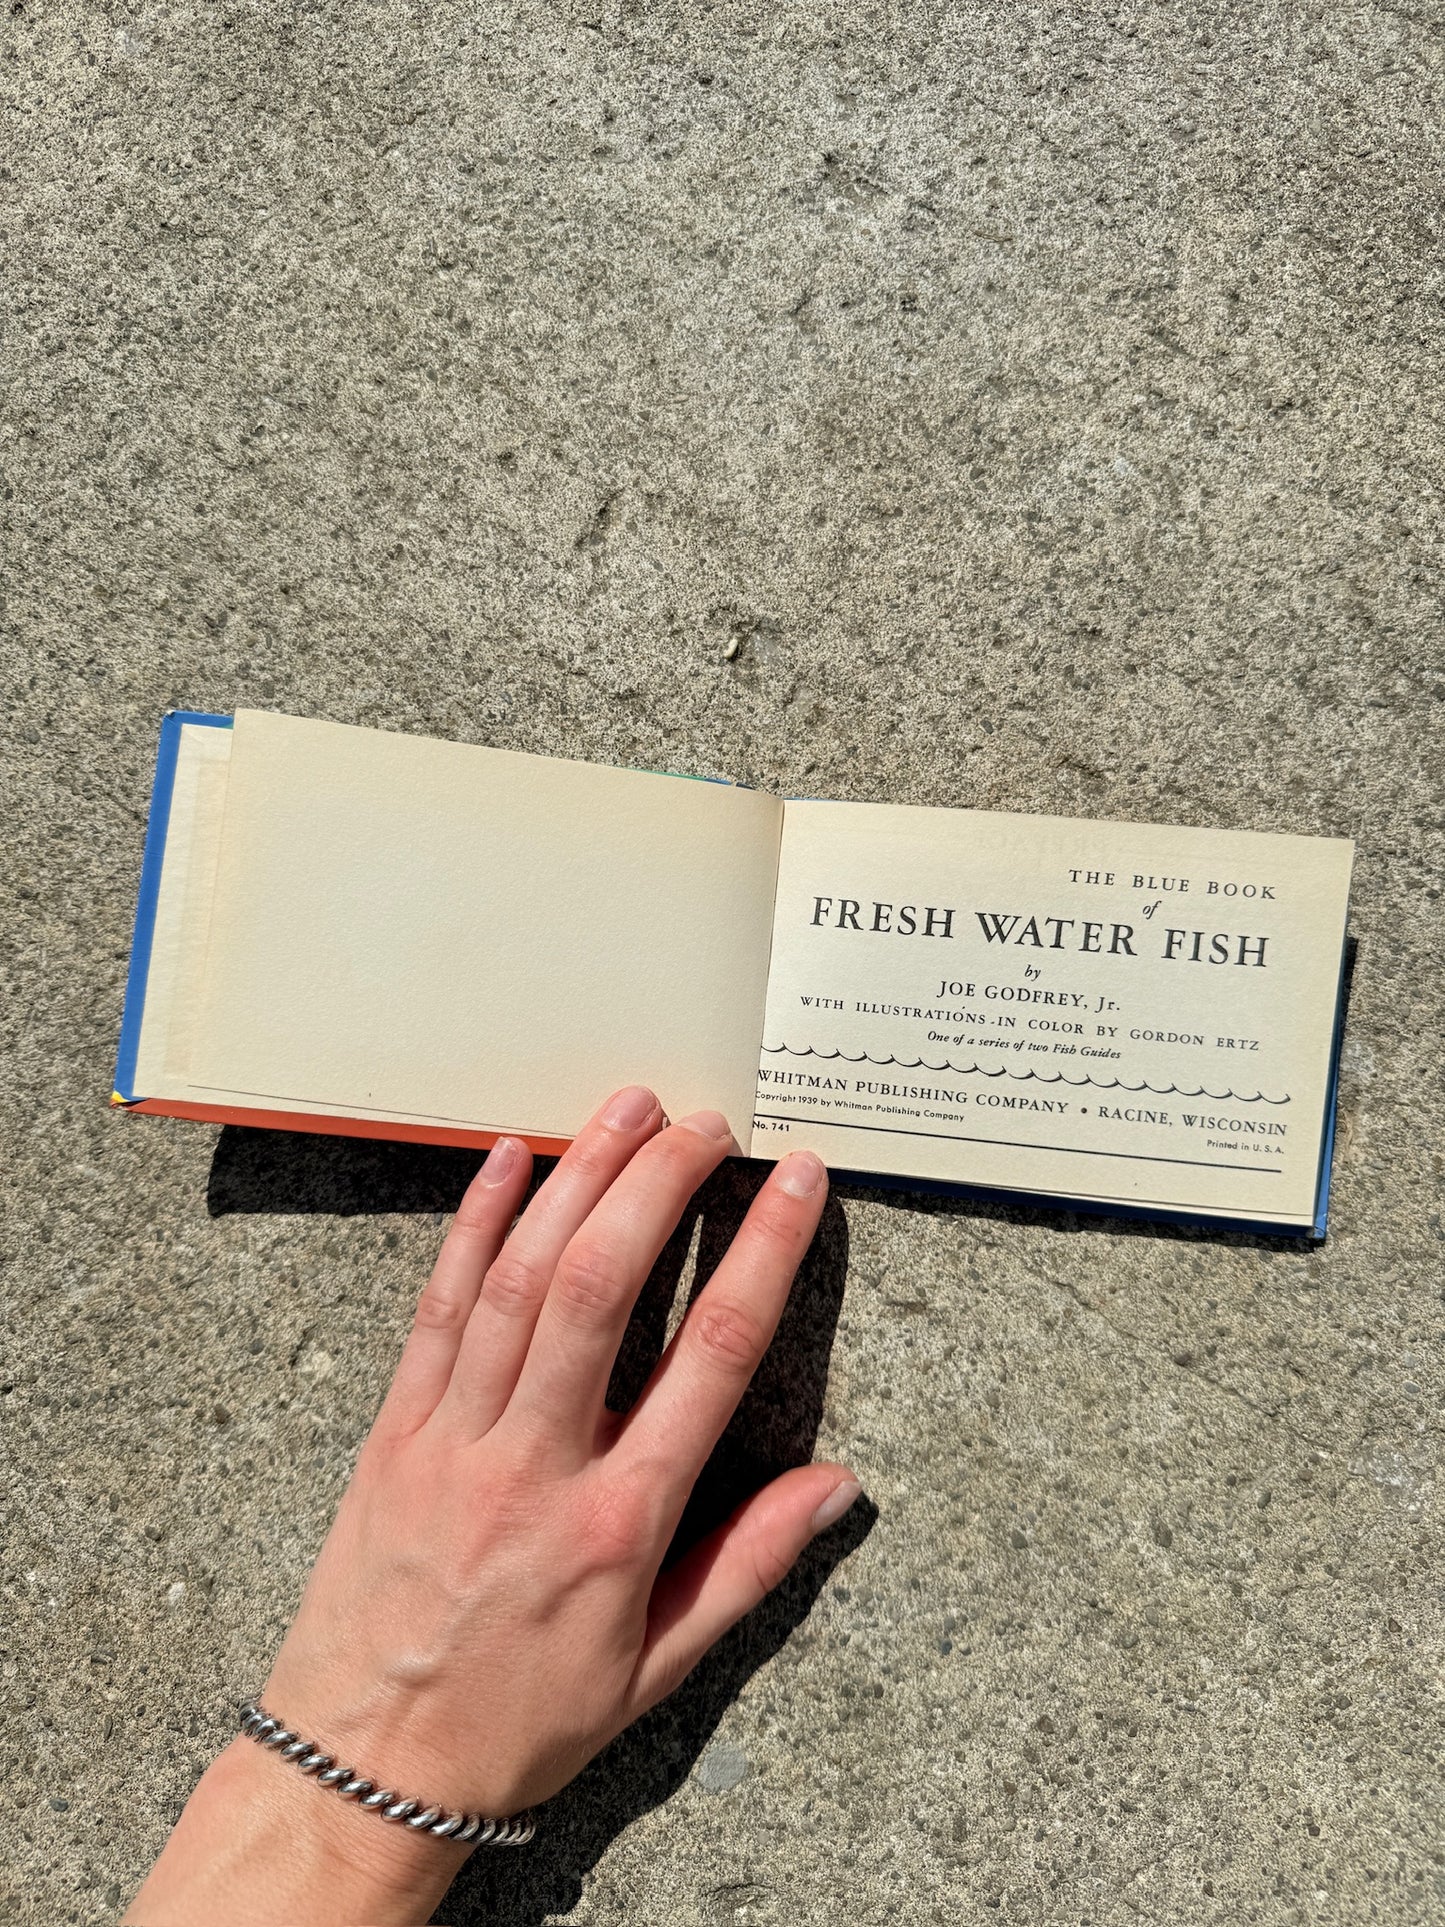 THE BLUE BOOK
of
FRESH WATER FISH
by
JOE GODFREY, Jr.
WITH ILLUSTRATIONS IN COLOR BY GORDON ERTZ
One of a series of two Fish Guides
WHITMAN PUBLISHING COMPANY • RACINE, WISCONSIN
Copyright 1939 by Whitman Publishing Company
Printed in U. S. A.
No. 741